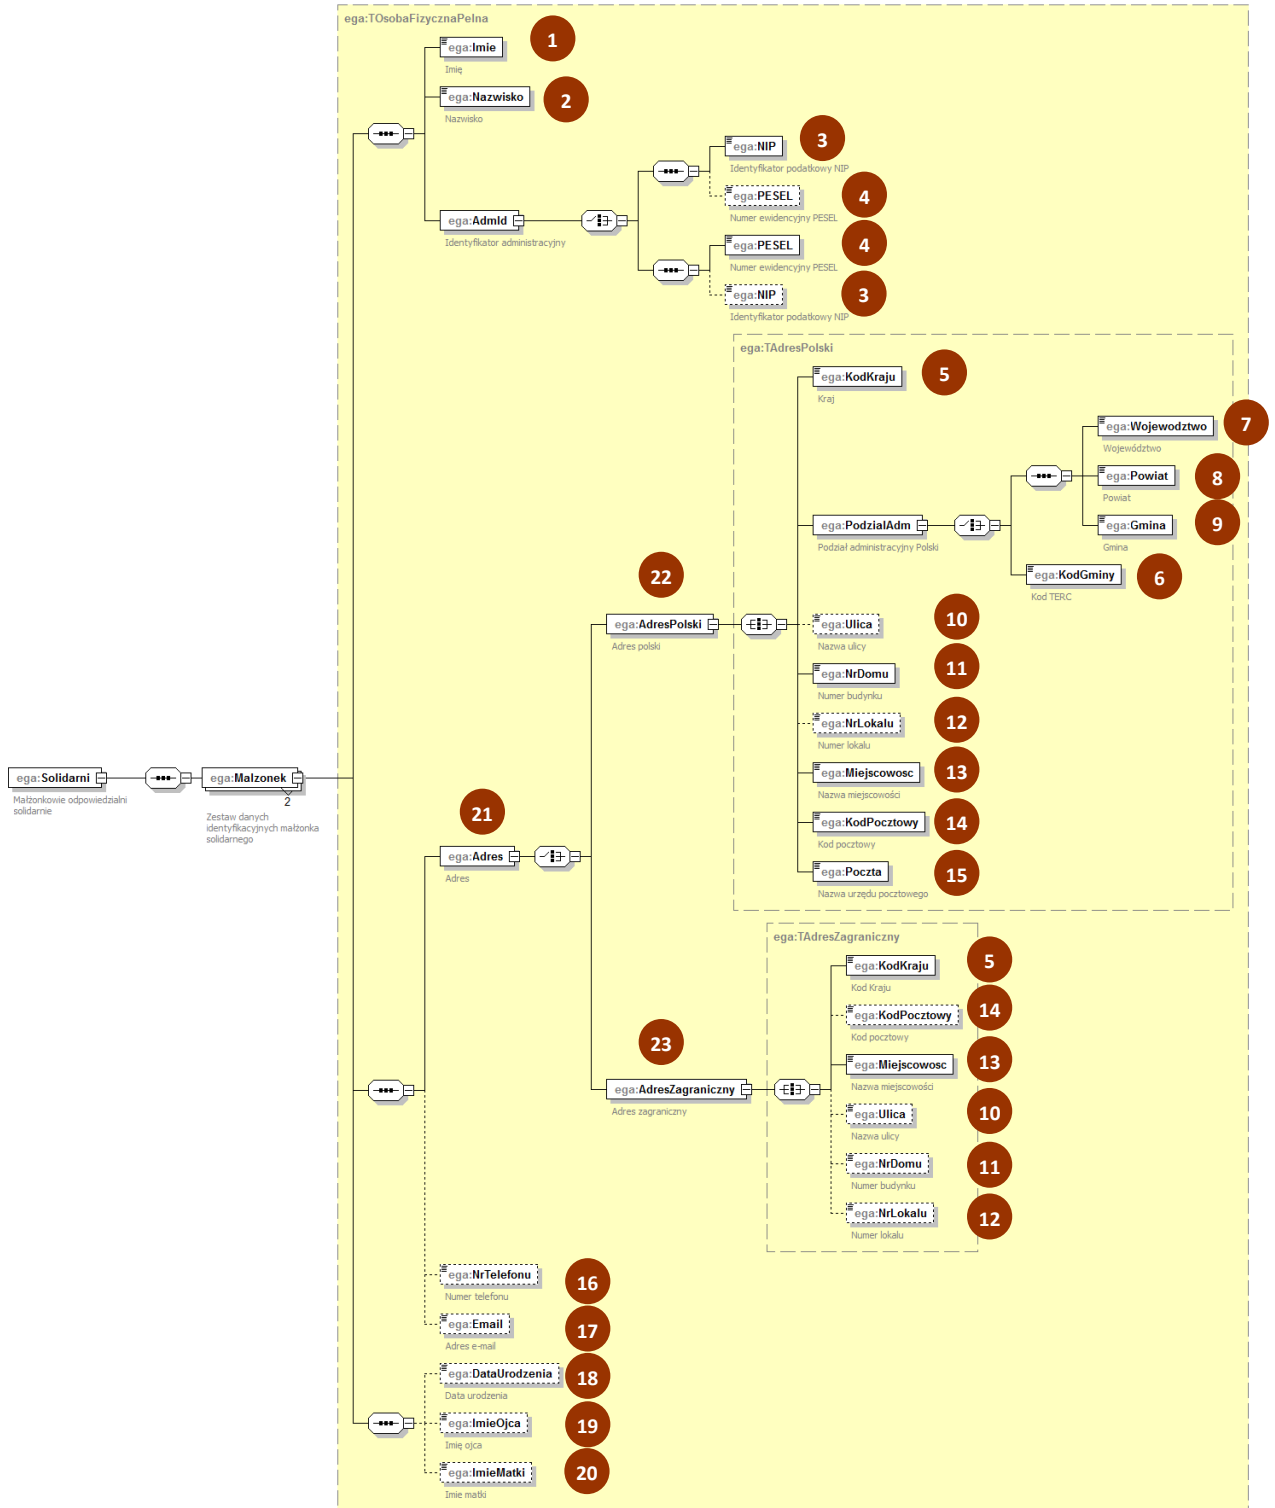 ega:TOsobaFizycznaPelna
ega:Imie
1
Imię
ega:Nazwisko
2
Nazwisko
ega:NIP
3
Identyfikator podatkowy NIP
ega:PESEL
4
Numer ewidencyjny PESEL
ega:AdmId
Identyfikator administracyjny
ega:PESEL
4
Numer ewidencyjny PESEL
ega:NIP
3
Identyfikator podatkowy NIP
ega:TAdresPolski
ega:KodKraju
5
Kraj
ega:Wojewodztwo
7
Województwo
ega:Powiat
8
Powiat
ega:PodzialAdm
Podział administracyjny Polski
ega:Gmina
9
Gmina
ega:KodGminy
6
Kod TERC
22
ega:AdresPolski
Adres polski
ega:Ulica
10
Nazwa ulicy
ega:NrDomu
11
Numer budynku
ega:NrLokalu
12
Numer lokalu
ega:Solidarni
Małżonkowie odpowiedzialni
solidarnie
ega:Malzonek
2
Zestaw danych
identyfikacyjnych małżonka
solidarnego
ega:Miejscowosc
13
Nazwa miejscowości
ega:KodPocztowy
14
Kod pocztowy
21
ega:Adres
Adres
ega:Poczta
15
Nazwa urzędu pocztowego
ega:TAdresZagraniczny
ega:KodKraju
5
Kod Kraju
ega:KodPocztowy
14
Kod pocztowy
23
ega:AdresZagraniczny
Adres zagraniczny
ega:Miejscowosc
13
Nazwa miejscowości
ega:Ulica
10
Nazwa ulicy
ega:NrDomu
11
Numer budynku
ega:NrLokalu
12
Numer lokalu
ega:NrTelefonu
16
Numer telefonu
ega:Email
17
Adres e-mail
ega:DataUrodzenia
18
Data urodzenia
ega:ImieOjca
19
Imię ojca
ega:ImieMatki
20
Imie matki